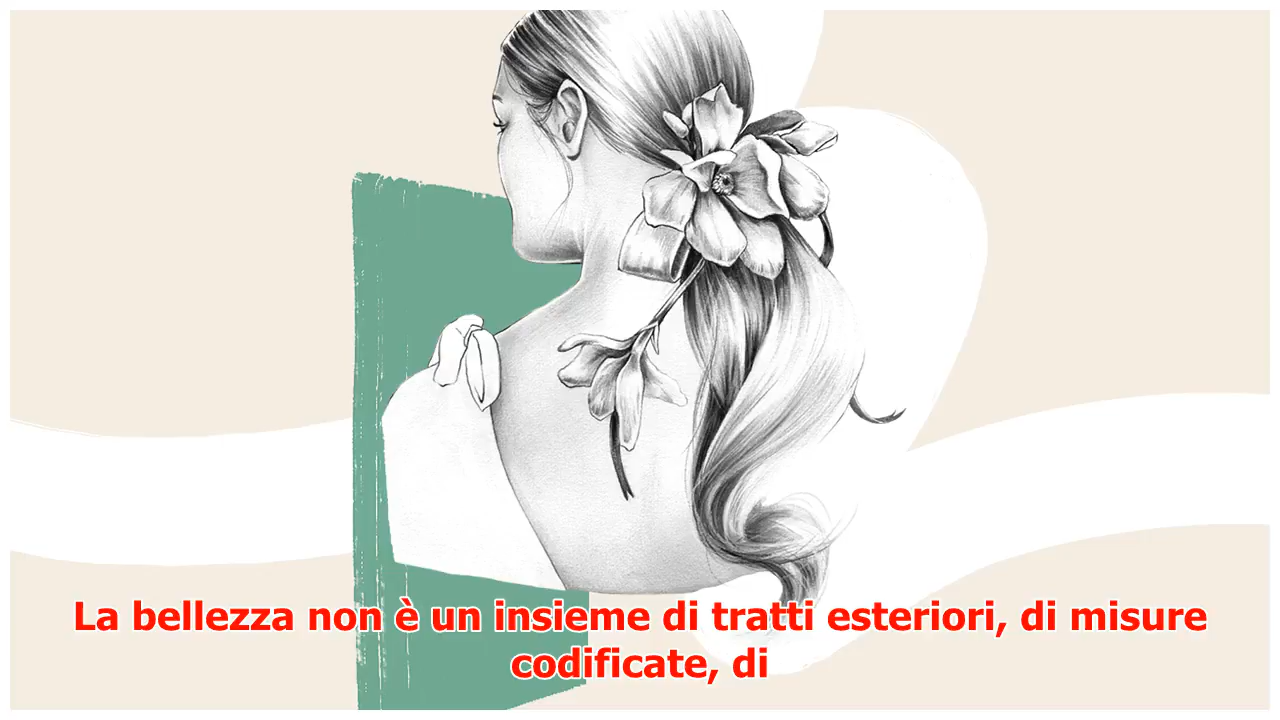 La bellezza non è un insieme di tratti esteriori, di misure
codificate, di